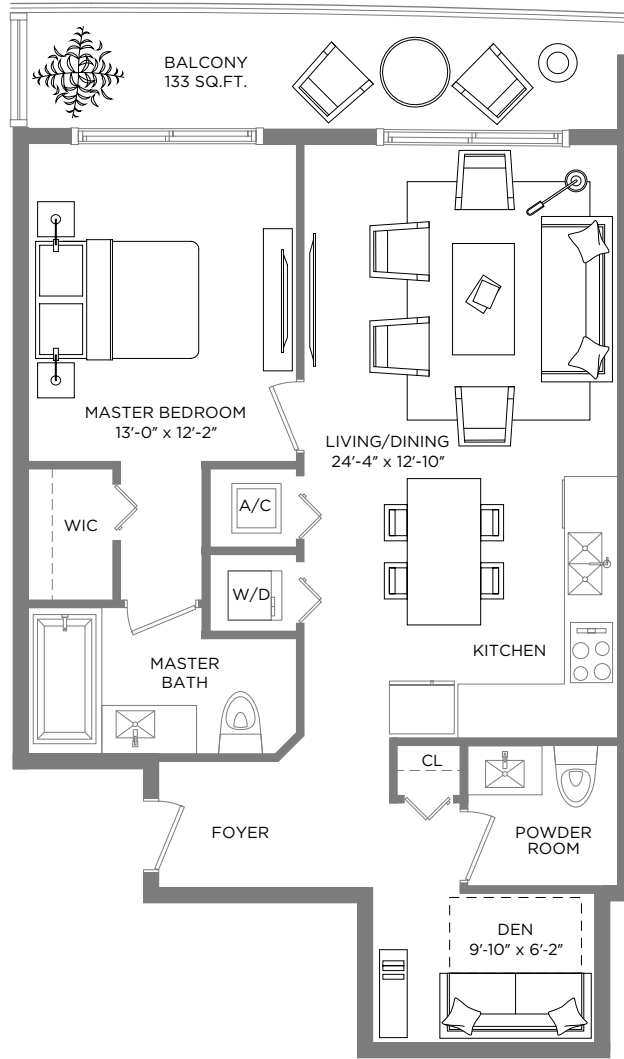 BALCONY
133 SQ.FT.
MASTER BEDROOM
13’-0” x 12’-2”
LIVING/DINING
24’-4” x 12’-10”
WIC
A/C
W/D
MASTER
BATH
KITCHEN
CL
FOYER
POWDER
ROOM
DEN
9’-10” x 6’-2”